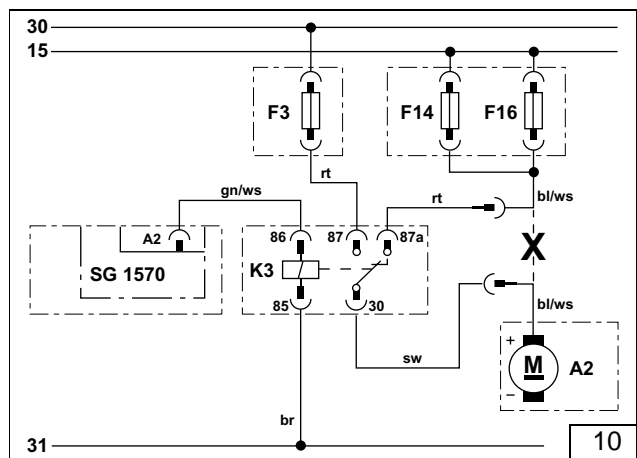 30
15
F3
F14
F16
rt
gn/ws
rt
bl/ws
A2
86
87
87a
X
SG 1570
K3
85
30
bl/ws
sw
+
M
A2
–
br
31
10